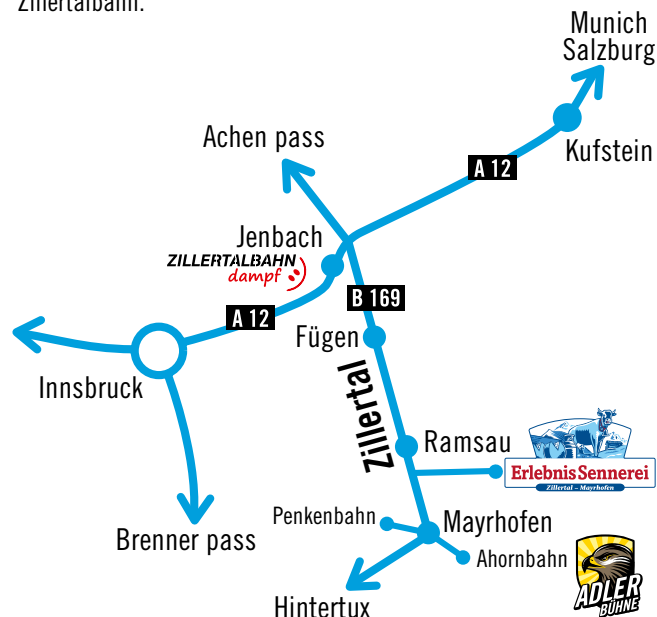 Zillertalbahn.
Munich
Salzburg
Achen pass
Kufstein
A 12
Jenbach
ZILLERTALBAHN
dampf
B 169
A 12
Fügen
Innsbruck
Zillertal
Ramsau
ErlebnisSennerei
Zillertal – Mayrhofen
Penkenbahn
Mayrhofen
Brenner pass
Ahornbahn
ADLER
BÜHNE
Hintertux